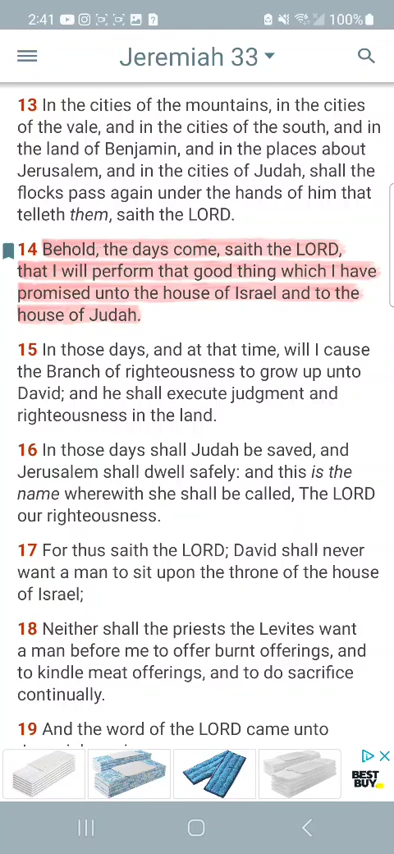 2:41 100%
Jeremiah 33
13 In the cities of the mountains, in the cities
of the vale, and in the cities of the south, and in
the land of Benjamin, and in the places about
Jerusalem, and in the cities of Judah, shall the
flocks pass again under the hands of him that
telleth them, saith the LORD.
14 Behold, the days come, saith the LORD,
that I will perform that good thing which I have
promised unto the house of Israel and to the
house of Judah.
15 In those days, and at that time, will I cause
the Branch of righteousness to grow up unto
David; and he shall execute judgment and
righteousness in the land.
16 In those days shall Judah be saved, and
Jerusalem shall dwell safely: and this is the
name wherewith she shall be called, The LORD
our righteousness.
17 For thus saith the LORD; David shall never
want a man to sit upon the throne of the house
of Israel;
18 Neither shall the priests the Levites want
a man before me to offer burnt offerings, and
to kindle meat offerings, and to do sacrifice
continually.
19 And the word of the LORD came unto
BEST
BUY